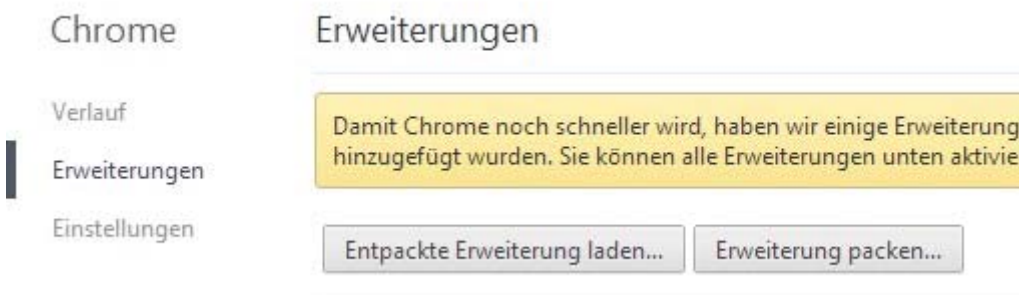 Chrome
Erweiterungen
Verlauf
Erweiterungen
Einstellungen
Damit Chrome noch schneller wird, haben wir einige Erweiterung
hinzugefügt wurden. Sie können alle Erweiterungen unten aktivie
Entpackte Erweiterung laden...
Erweiterung packen...